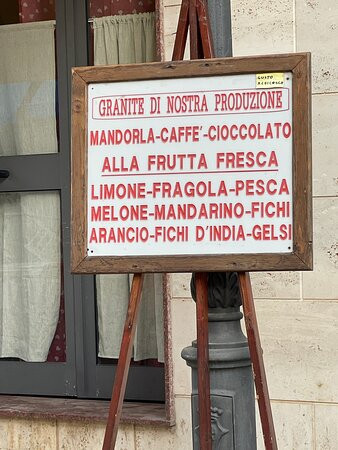 GUSTO
GRANITE DI NOSTRA PRODUZIONE
MANDORLA-CAFFE'-CIOCCOLATO
ALLA FRUTTA FRESCA
LIMONE-FRAGOLA-PESCA
MELONE-MANDARINO-FICHI
ARANCIO-FICHI D'INDIA-GELSI